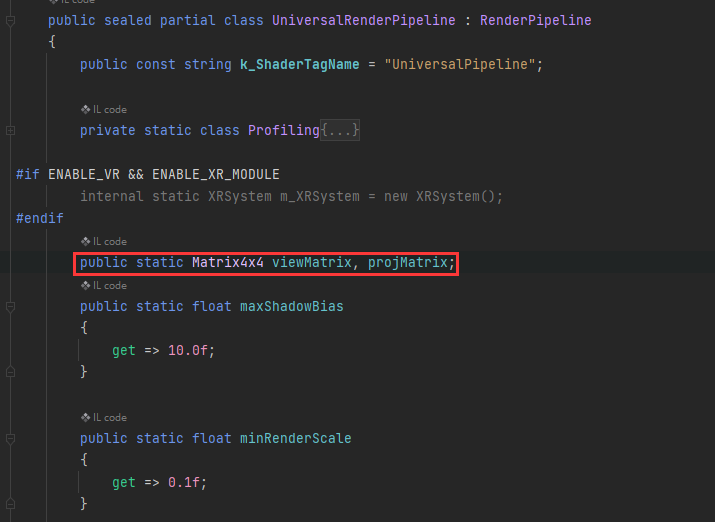 IL code
public sealed partial class UniversalRenderPipeline : RenderPipeline
{
public const string k_ShaderTagName = "UniversalPipeline";
IL code
private static class Profiling{...}
#if ENABLE_VR && ENABLE_XR_MODULE
internal static XRSystem m_XRSystem = new XRSystem();
#endif
IL code
public static Matrix4x4 viewMatrix, projMatrix;
IL code
public static float maxShadowBias
{
get => 10.0f;
}
IL code
public static float minRenderScale
{
get => 0.1f;
}